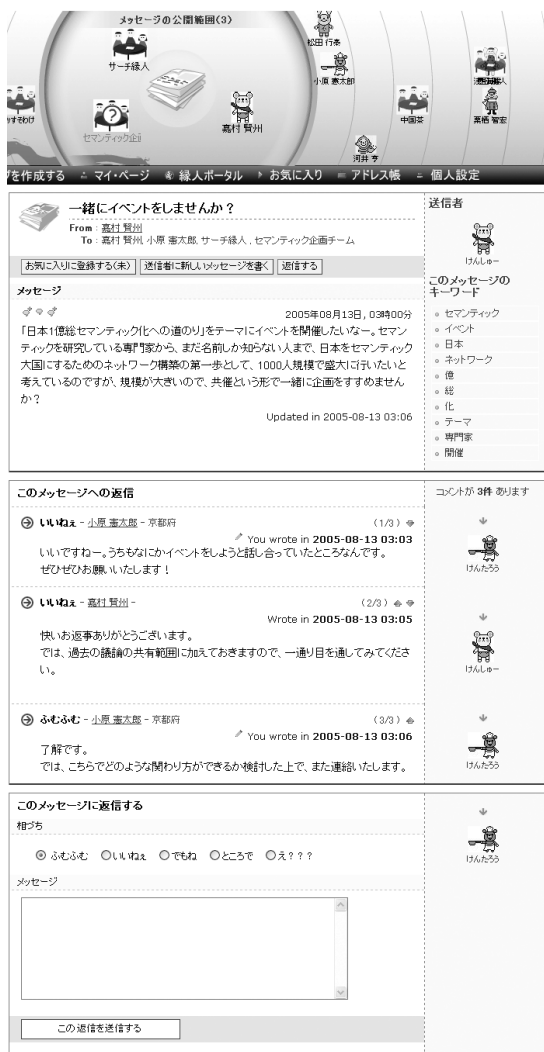 メッセージの公開範囲(3)
松田 行泰
サーチ縁人
小原 憲太郎
嘉村 賢州
セマンティック企画
中国茶
栗栖 智宏
河井 亨
を作成する マイ・ページ 縁人ポータル お気に入り アドレス帳 個人設定
一緒にイベントをしませんか？
From : 嘉村 賢州
To : 嘉村 賢州, 小原 憲太郎, サーチ縁人, セマンティック企画チーム
お気に入りに登録する(未) 送信者に新しいメッセージを書く 返信する
メッセージ
2005年08月13日, 03時00分
「日本1億総セマンティック化への道のり」をテーマにイベントを開催したいなー。セマン
ティックを研究している専門家から、まだ名前しか知らない人まで、日本をセマンティック
大国にするためのネットワーク構築の第一歩として、1000人規模で盛大に行いたいと
考えているのですが、規模が大きいので、共催という形で一緒に企画をすすめません
か？
Updated in 2005-08-13 03:06
送信者
けんしゅー
このメッセージの
キーワード
セマンティック
イベント
日本
ネットワーク
億
総
化
テーマ
専門家
開催
このメッセージへの返信
コメントが 3件 あります
いいねぇ - 小原 憲太郎 - 京都府 (1/3)
You wrote in 2005-08-13 03:03
いいですねー。うちもなにかイベントをしようと話し合っていたところなんです。
ぜひぜひお願いいたします！
けんたろう
いいねぇ - 嘉村 賢州 - (2/3)
Wrote in 2005-08-13 03:05
快いお返事ありがとうございます。
では、過去の議論の共有範囲に加えておきますので、一通り目を通してみてくださ
い。
けんしゅー
ふむふむ - 小原 憲太郎 - 京都府 (3/3)
You wrote in 2005-08-13 03:06
了解です。
では、こちらでどのような関わり方ができるか検討した上で、また連絡いたします。
けんたろう
このメッセージに返信する
相づち
ふむふむ いいねぇ でもね ところで え？？？
けんたろう
メッセージ
この返信を送信する